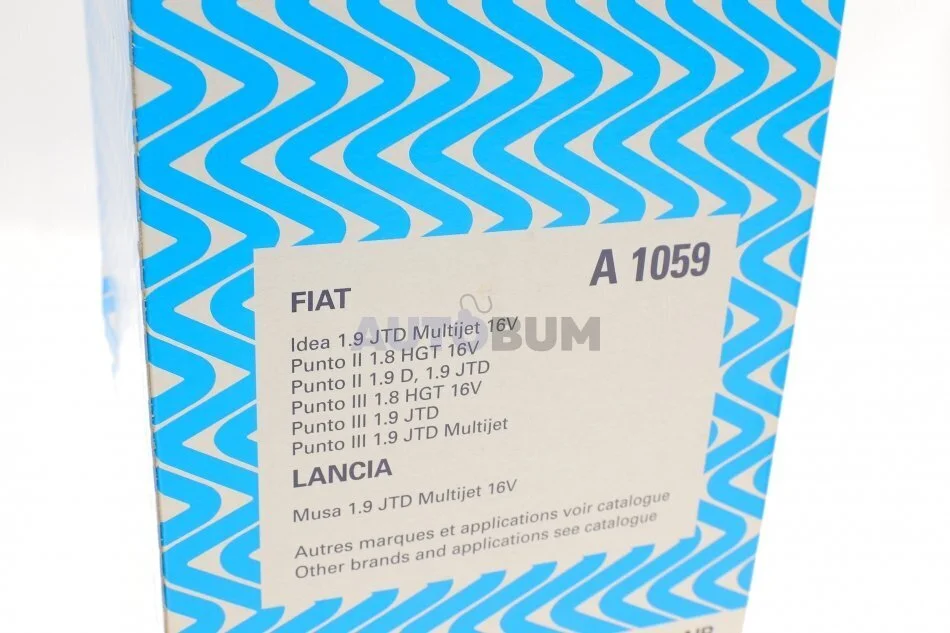 A 1059
FIAT
Idea 1.9 JTD Multijet 16V
Punto II 1.8 HGT 16V
Punto II 1.9 D, 1.9 JTD
Punto III 1.8 HGT 16V
Punto III 1.9 JTD
Punto III 1.9 JTD Multijet
LANCIA
Musa 1.9 JTD Multijet 16V
Autres marques et applications voir catalogue
Other brands and applications see catalogue
AUTOBUM